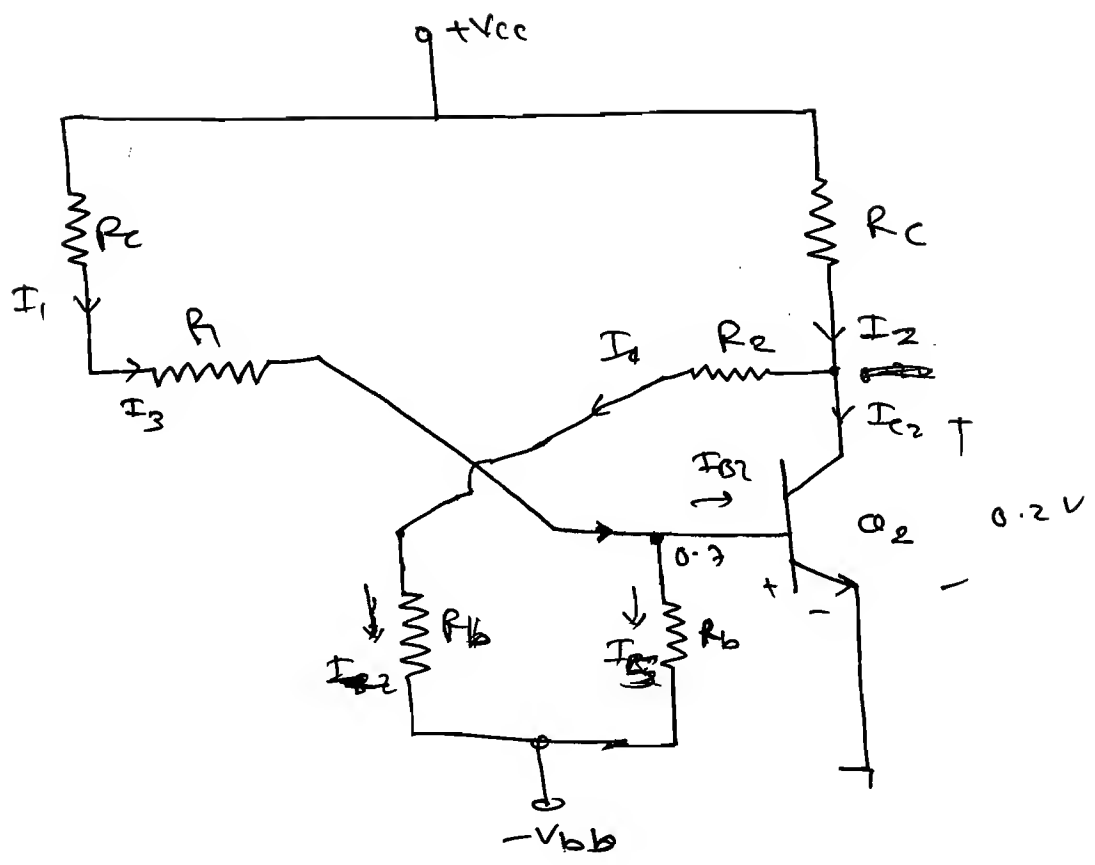 +Vcc
Rc
Rc
I1
R1
I3
I4
R2
I2
Ic2
+
IB2
Q2
0.2 V
0.7
+
-
-
Rb
Rb
-Vbb